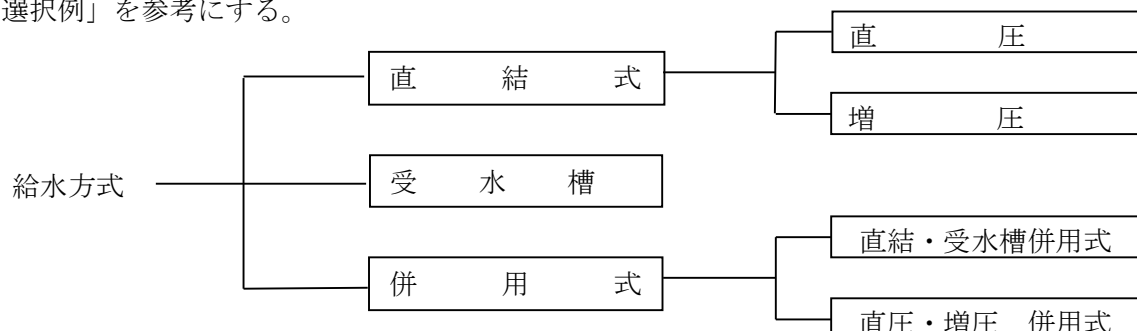 選択例」を参考にする。
直　　圧
直　結　式
増　　圧
給水方式
受　水　槽
直結・受水槽併用式
併　用　式
直圧・増圧　併用式